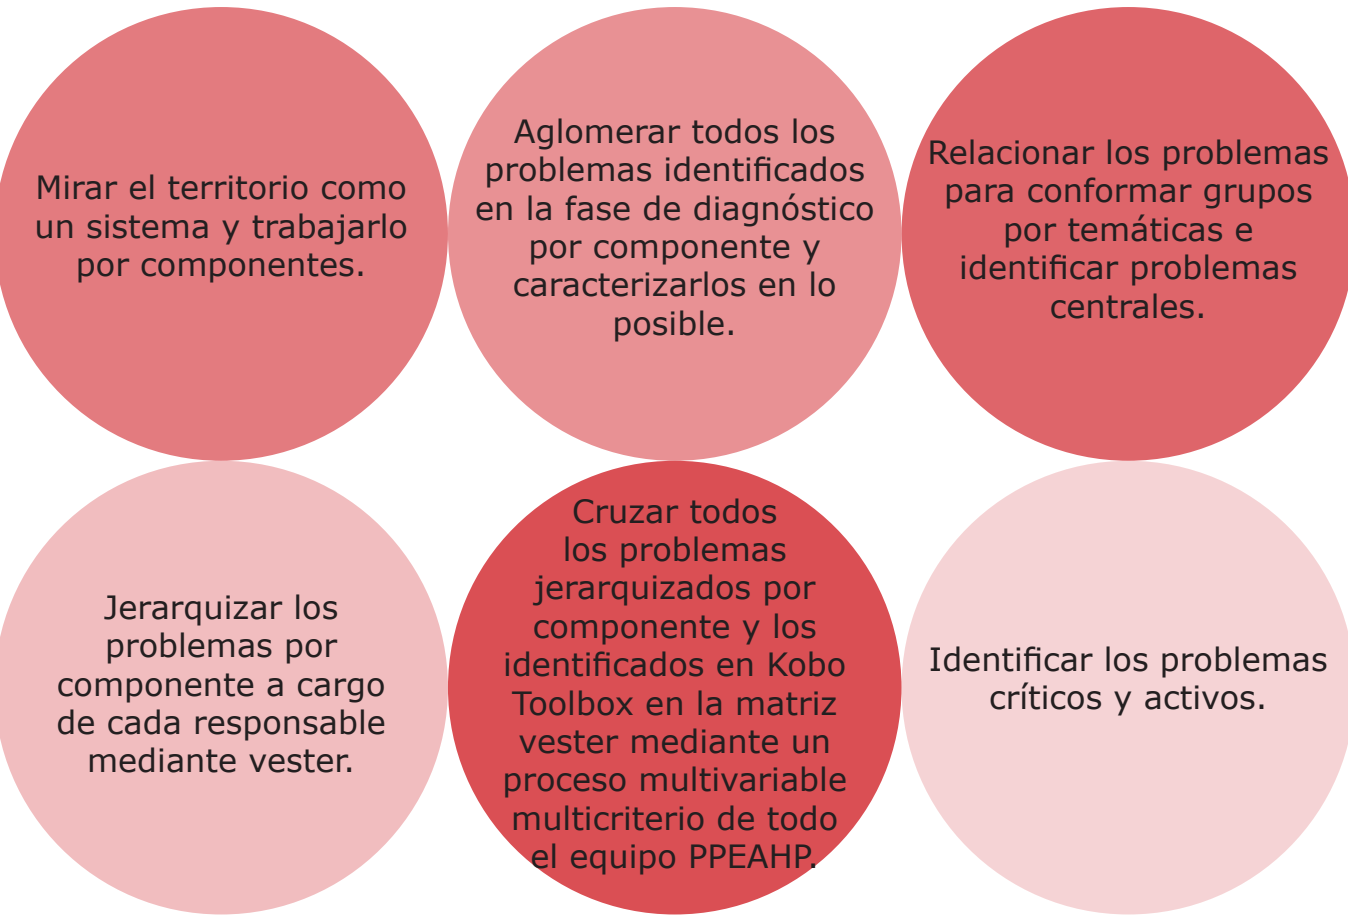 Mirar el territorio como
un sistema y trabajarlo
por componentes.
Aglomerar todos los
problemas identificados
en la fase de diagnóstico
por componente y
caracterizarlos en lo
posible.
Relacionar los problemas
para conformar grupos
por temáticas e
identificar problemas
centrales.
Jerarquizar los
problemas por
componente a cargo
de cada responsable
mediante vester.
Cruzar todos
los problemas
jerarquizados por
componente y los
identificados en Kobo
Toolbox en la matriz
vester mediante un
proceso multivariable
multicriterio de todo
el equipo PPEAHP.
Identificar los problemas
críticos y activos.